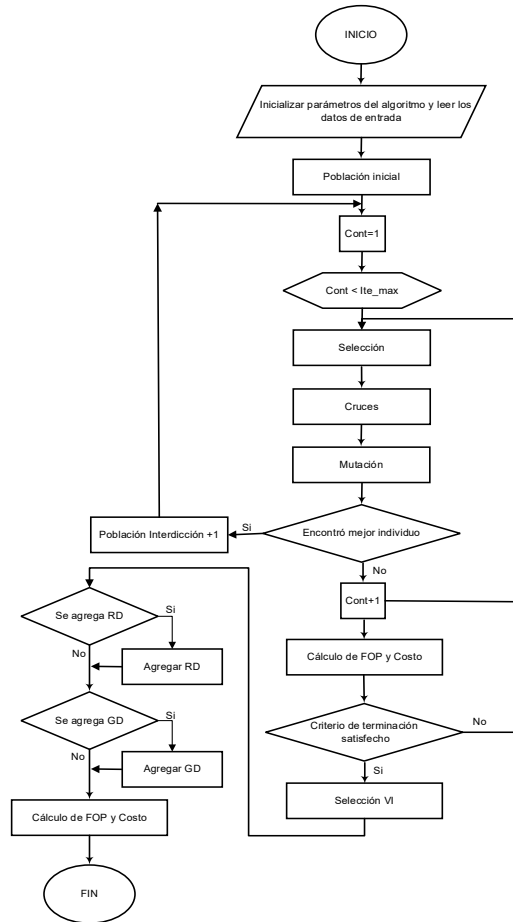 INICIO
Inicializar parámetros del algoritmo y leer los
datos de entrada
Población inicial
Cont=1
Cont < Ite_max
Selección
Cruces
Mutación
Encontró mejor individuo
Si
Población Interdicción +1
No
Cont+1
Cálculo de FOP y Costo
Criterio de terminación
satisfecho
No
Si
Selección VI
Se agrega RD
Si
No
Agregar RD
Se agrega GD
Si
No
Agregar GD
Cálculo de FOP y Costo
FIN